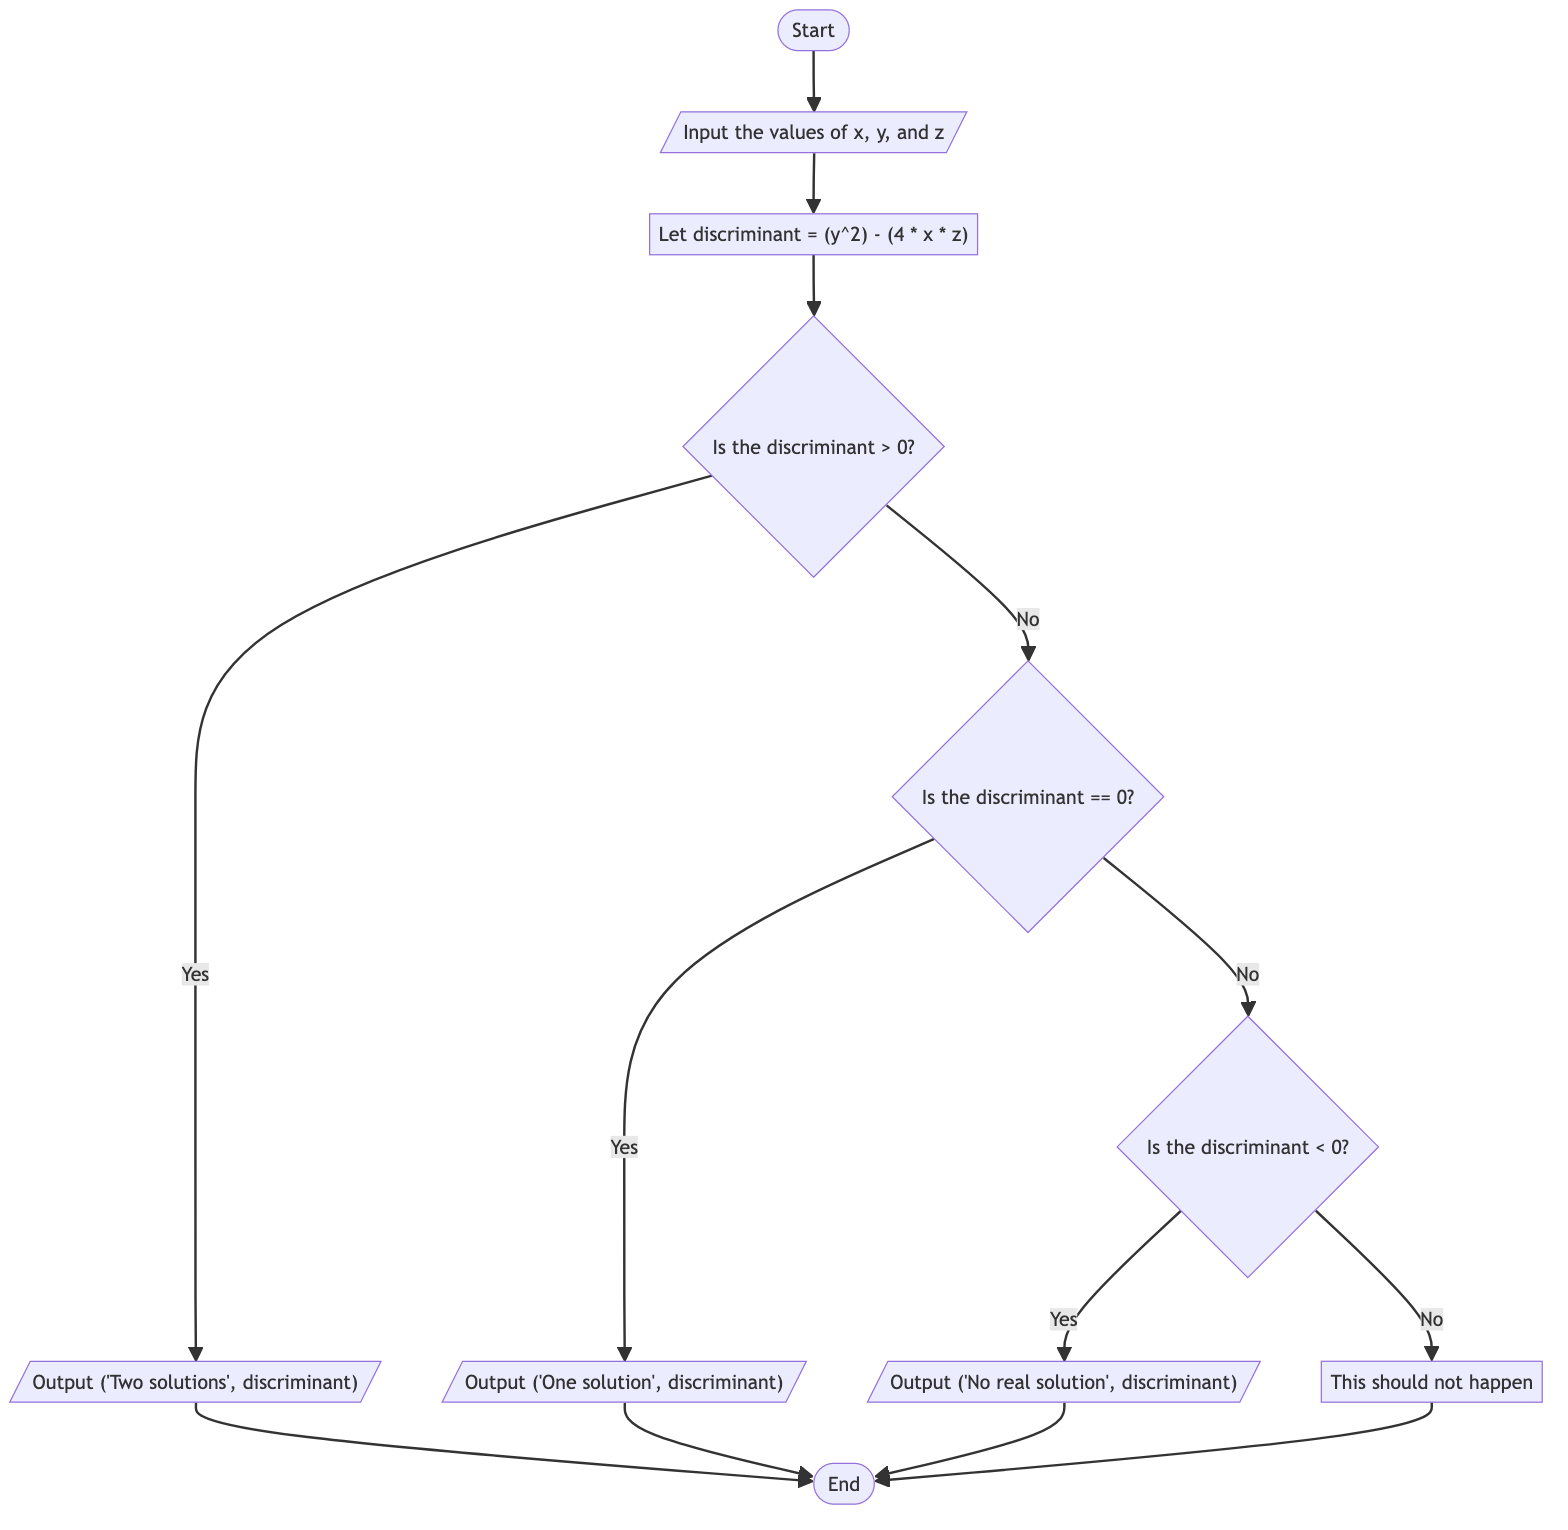 Start
Input the values of x, y, and z
Let discriminant = (y^2) - (4 * x * z)
Is the discriminant > 0?
No
Is the discriminant == 0?
Yes
No
Yes
Is the discriminant < 0?
Yes
No
Output ('Two solutions', discriminant)
Output ('One solution', discriminant)
Output ('No real solution', discriminant)
This should not happen
End